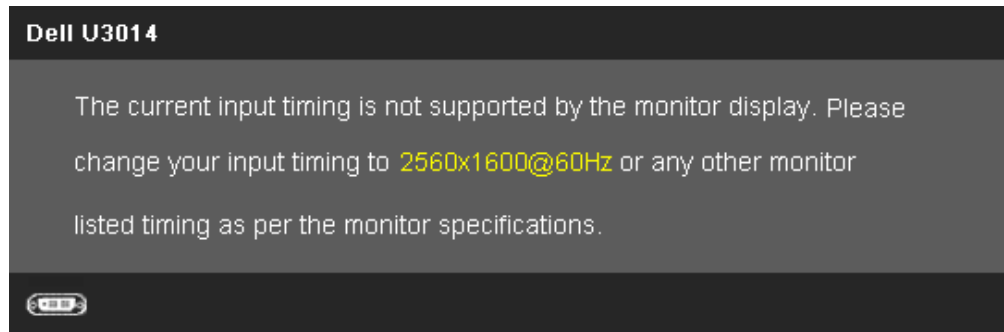 Dell U3014
The current input timing is not supported by the monitor display. Please
change your input timing to 2560x1600@60Hz or any other monitor
listed timing as per the monitor specifications.